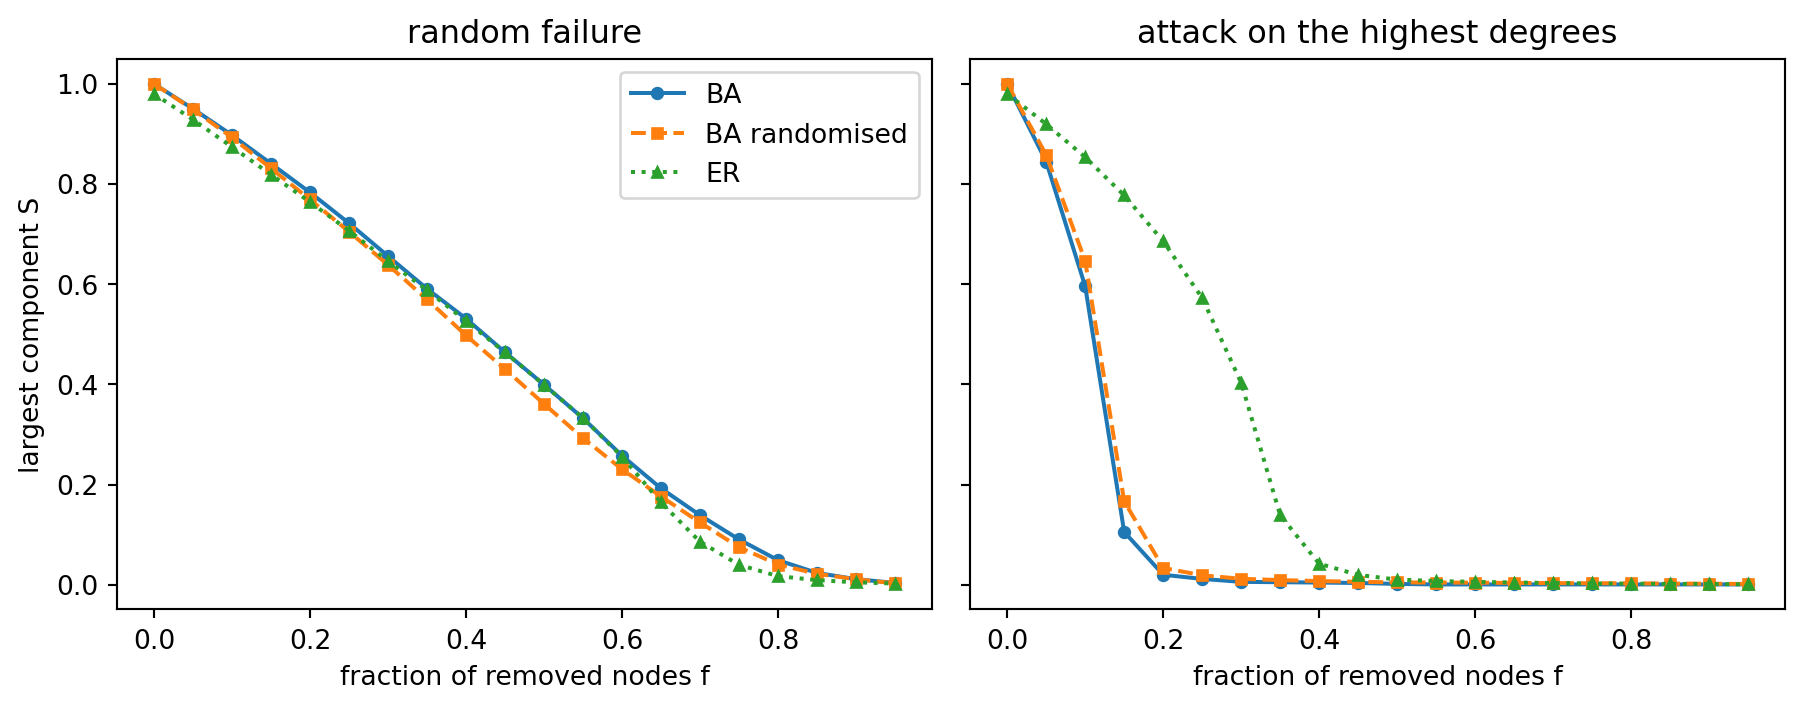 random failure
attack on the highest degrees
largest component S
1.0
0.8
0.6
0.4
0.2
0.0
BA
BA randomised
ER
0.0 0.2 0.4 0.6 0.8
0.0 0.2 0.4 0.6 0.8
fraction of removed nodes f
fraction of removed nodes f